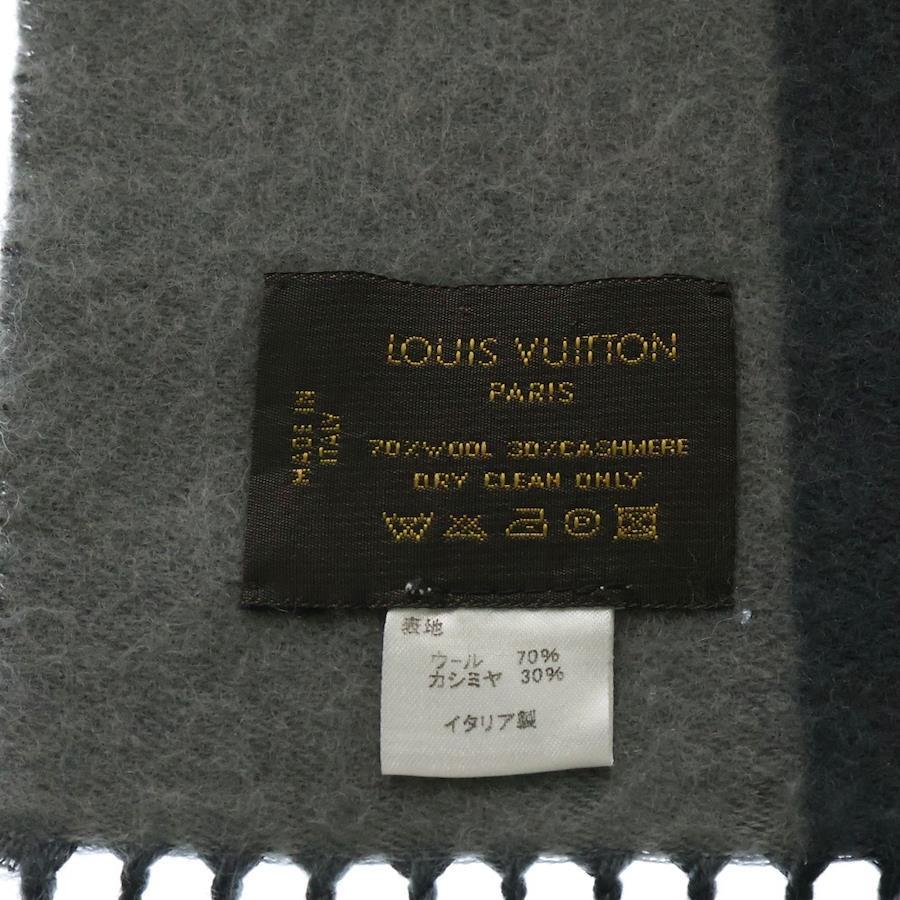 LOUIS VUITTON
PARIS
MADE IN
ITALY
70%WOOL 30%CASHMERE
DRY CLEAN ONLY
表地
ウール 70%
カシミヤ 30%
イタリア製